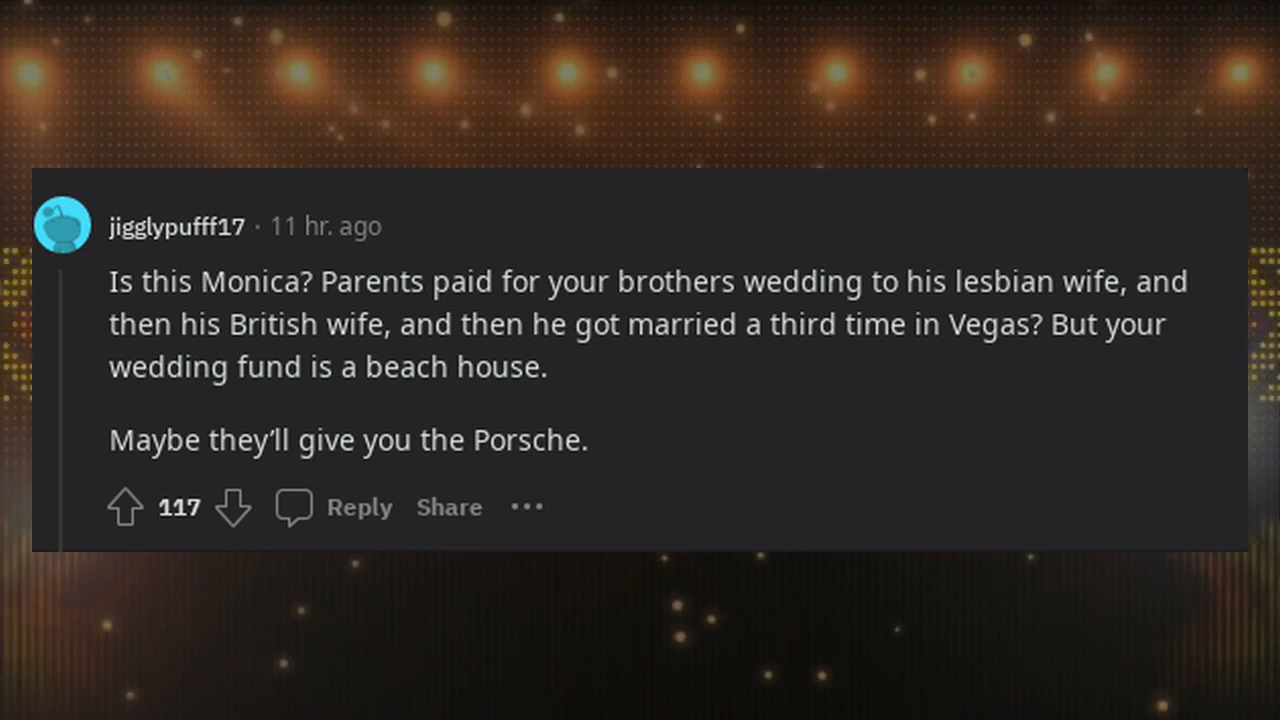 jigglypufff17 · 11 hr. ago
Is this Monica? Parents paid for your brothers wedding to his lesbian wife, and
then his British wife, and then he got married a third time in Vegas? But your
wedding fund is a beach house.
Maybe they’ll give you the Porsche.
117 Reply Share ···